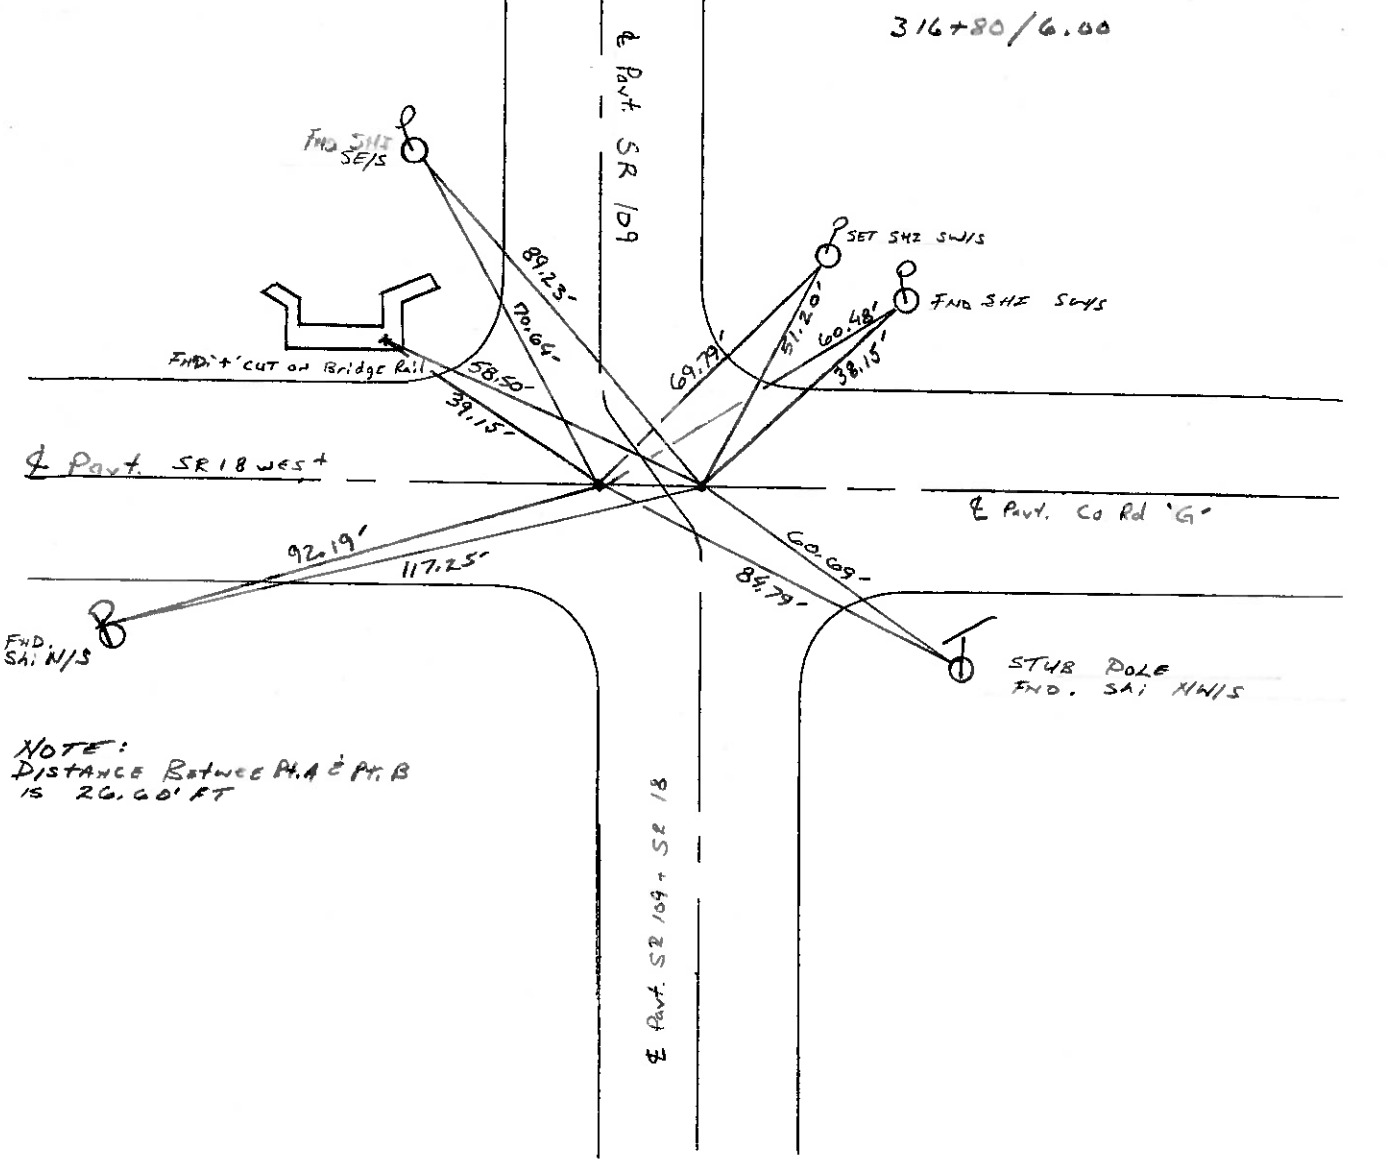 316+80/6.00
℄ Pavt. SR 109
FND SHI
SE/S
SET SHI SW/S
FND SHI SW/S
FND. '+' CUT ON Bridge Rail
89.23'
70.64'
69.79'
51.20'
60.48'
38.15'
58.50'
39.15'
℄ Pavt. SR 18 WEST
℄ Pavt. Co Rd 'G'
92.19'
117.25'
60.69'
84.79'
FND.
Shi N/S
STUB POLE
FND. Shi NW/S
NOTE:
DISTANCE Betwee Pt. A & Pt. B
IS 26.60' FT
℄ Pavt. SR 109 + SR 18